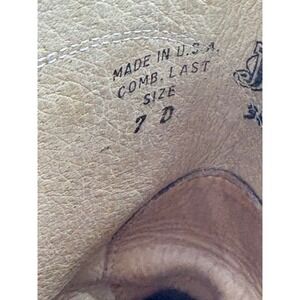 MADE IN U.S.A.
COMB. LAST
SIZE
7 D